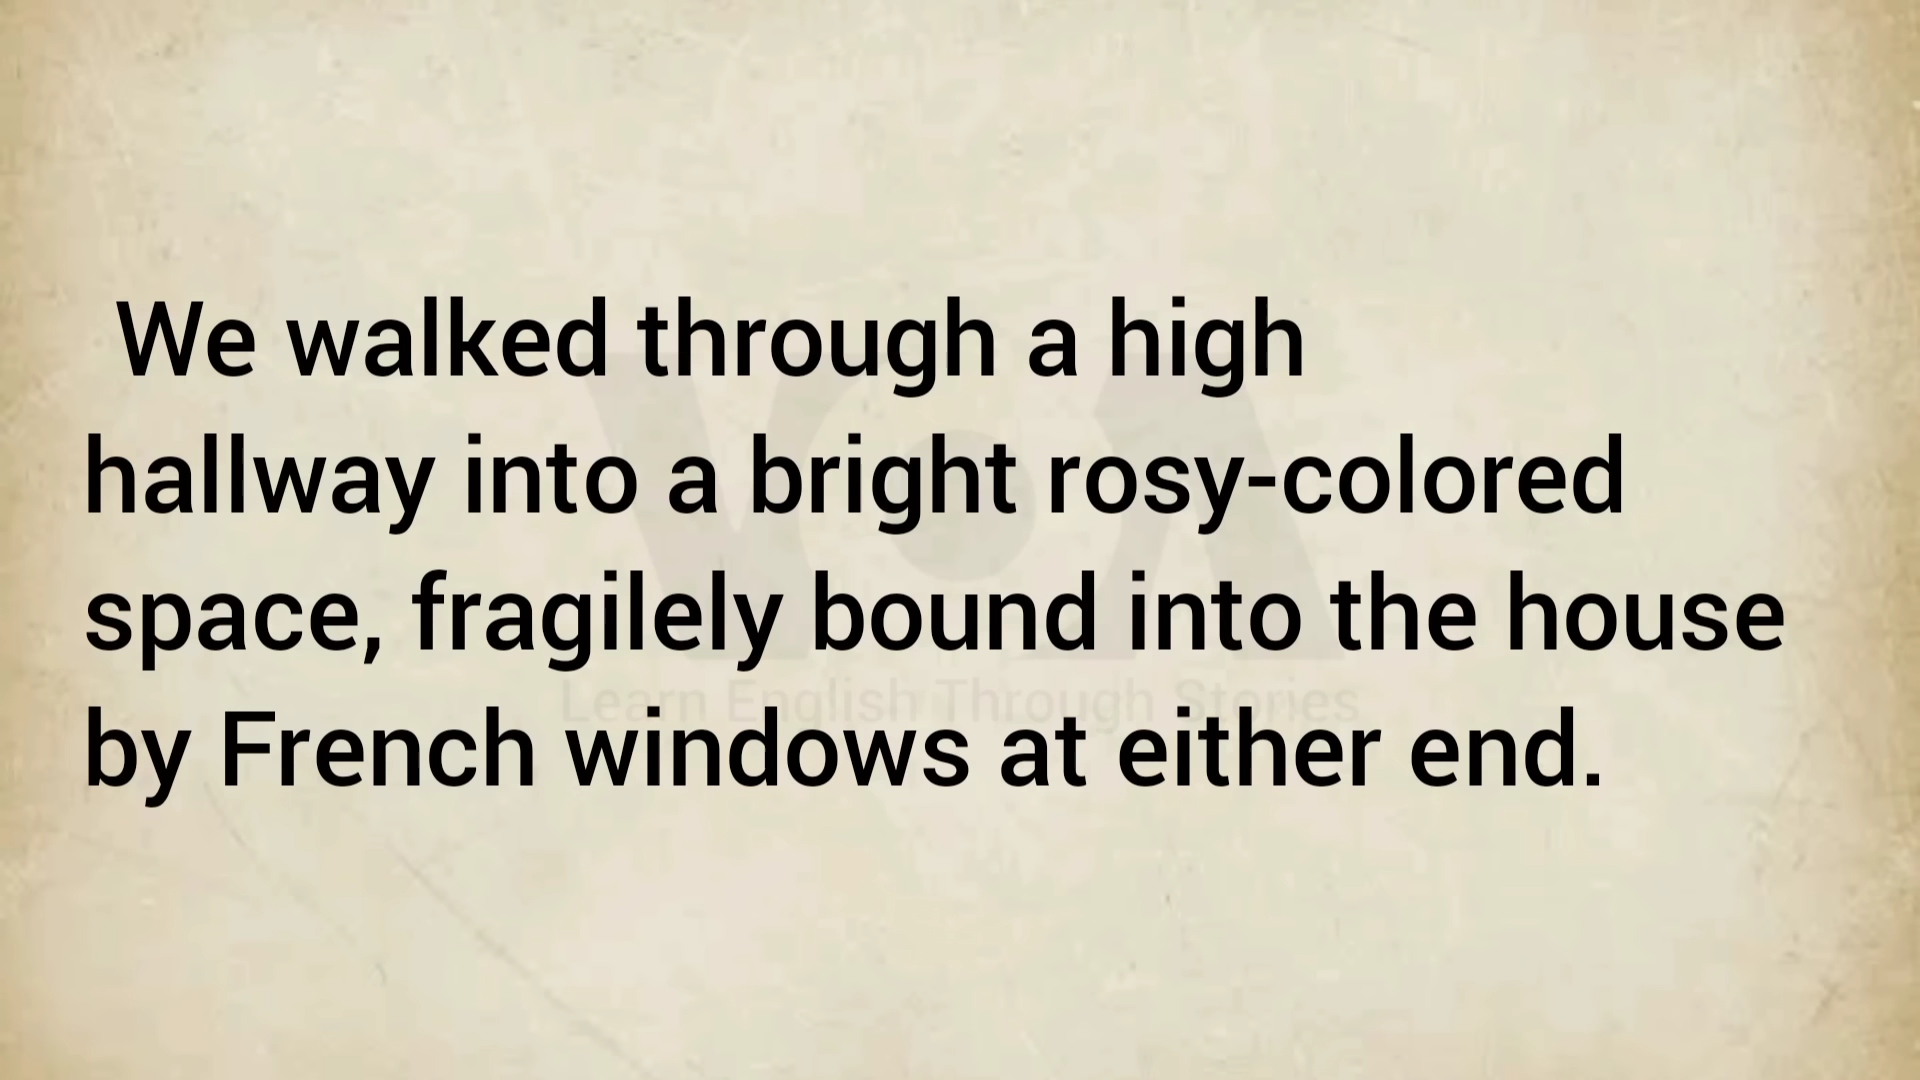 We walked through a high
hallway into a bright rosy-colored
space, fragilely bound into the house
by French windows at either end.
VOA
Learn English Through Stories